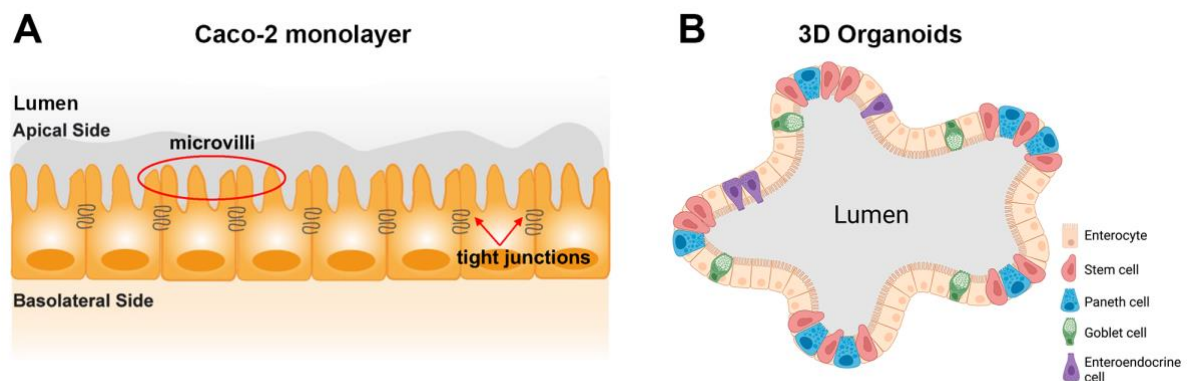 A
Caco-2 monolayer
Lumen
Apical Side
microvilli
tight junctions
Basolateral Side
B
3D Organoids
Lumen
Enterocyte
Stem cell
Paneth cell
Goblet cell
Enteroendocrine
cell